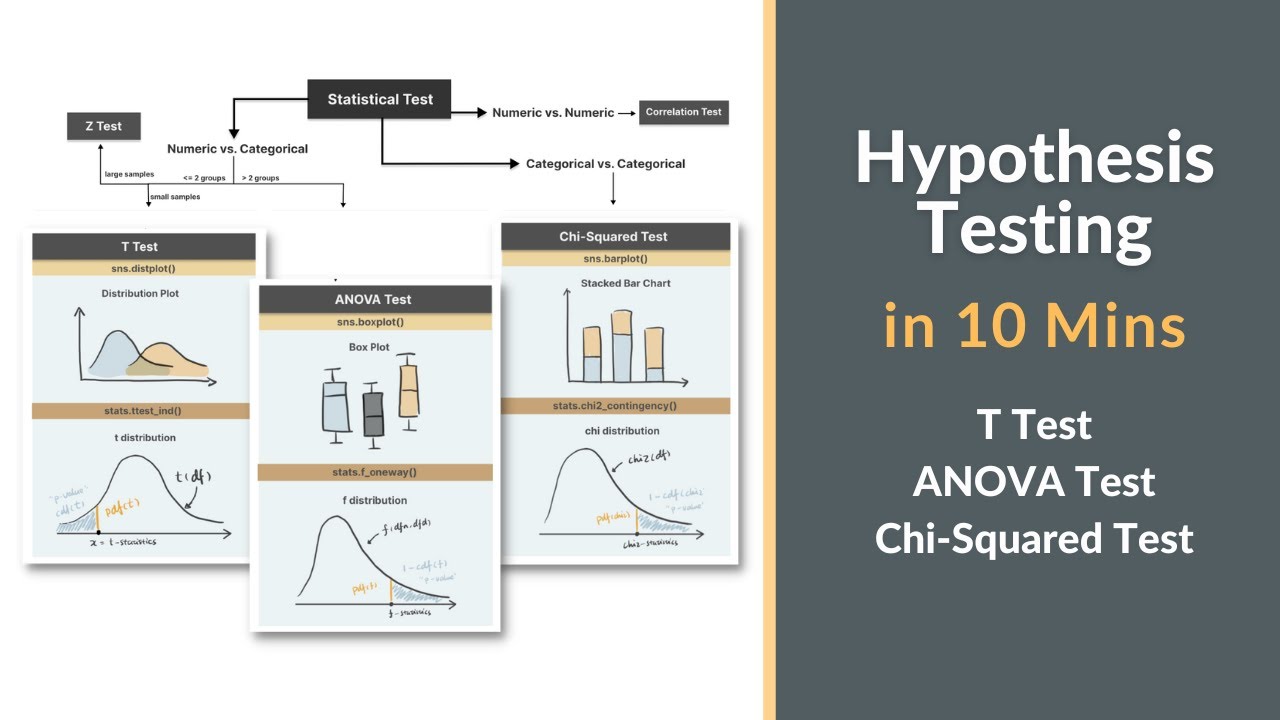 Statistical Test
Numeric vs. Numeric
Correlation Test
Z Test
Numeric vs. Categorical
Categorical vs. Categorical
large samples
<= 2 groups
> 2 groups
small samples
T Test
sns.distplot()
Distribution Plot
stats.ttest_ind()
t distribution
t(df)
"p-value"
cdf(t)
pdf(t)
x = t-statistics
ANOVA Test
sns.boxplot()
Box Plot
stats.f_oneway()
f distribution
f(dfn, dfd)
1-cdf(f)
"p-value"
pdf(f)
f-statistics
Chi-Squared Test
sns.barplot()
Stacked Bar Chart
stats.chi2_contingency()
chi distribution
chi2(df)
1-cdf(chi2
"p-value"
pdf(chi2)
chi2-statistics
Hypothesis
Testing
in 10 Mins
T Test
ANOVA Test
Chi-Squared Test